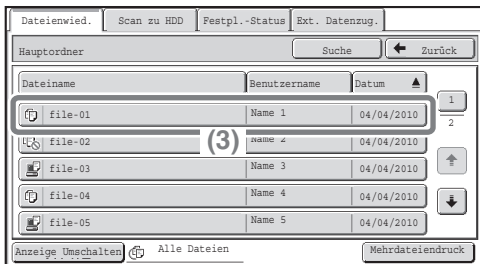 Dateienwied. Scan zu HDD Festpl.-Status Ext. Datenzug.
Hauptordner Suche Zurück
Dateiname Benutzername Datum
file-01 Name 1 04/04/2010 1
2
file-02 Name 2 04/04/2010
(3)
file-03 Name 3 04/04/2010
file-04 Name 4 04/04/2010
file-05 Name 5 04/04/2010
Anzeige Umschalten Alle Dateien Mehrdateiendruck